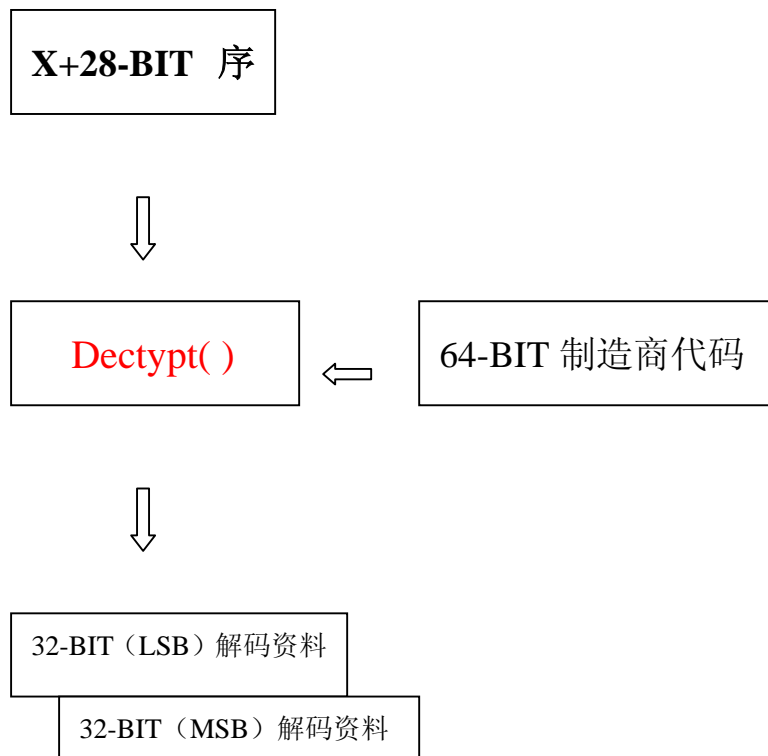 X+28-BIT 序
Dectypt( )
64-BIT 制造商代码
32-BIT（LSB）解码资料
32-BIT（MSB）解码资料